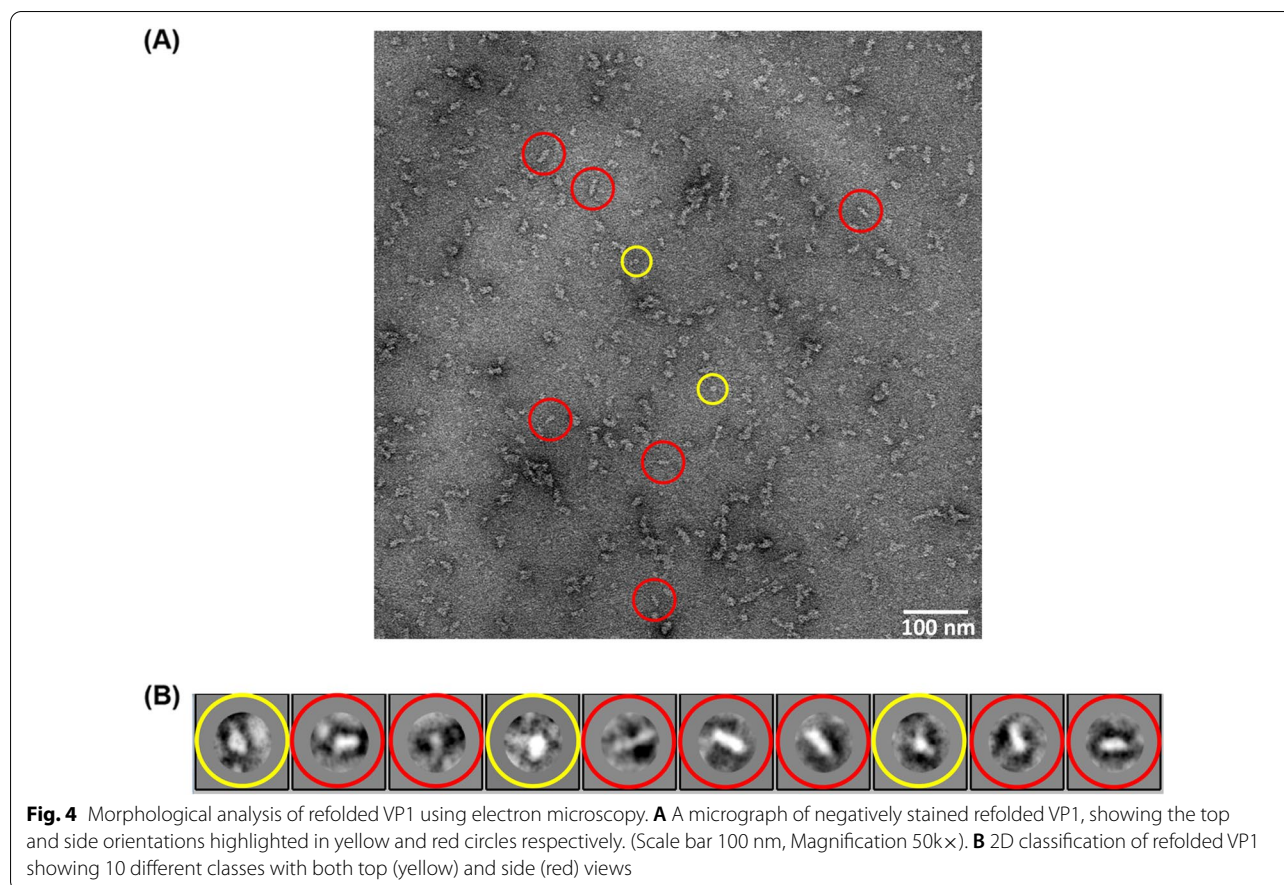 (A)
100 nm
(B)
Fig. 4 Morphological analysis of refolded VP1 using electron microscopy. A A micrograph of negatively stained refolded VP1, showing the top
and side orientations highlighted in yellow and red circles respectively. (Scale bar 100 nm, Magnification 50k×). B 2D classification of refolded VP1
showing 10 different classes with both top (yellow) and side (red) views